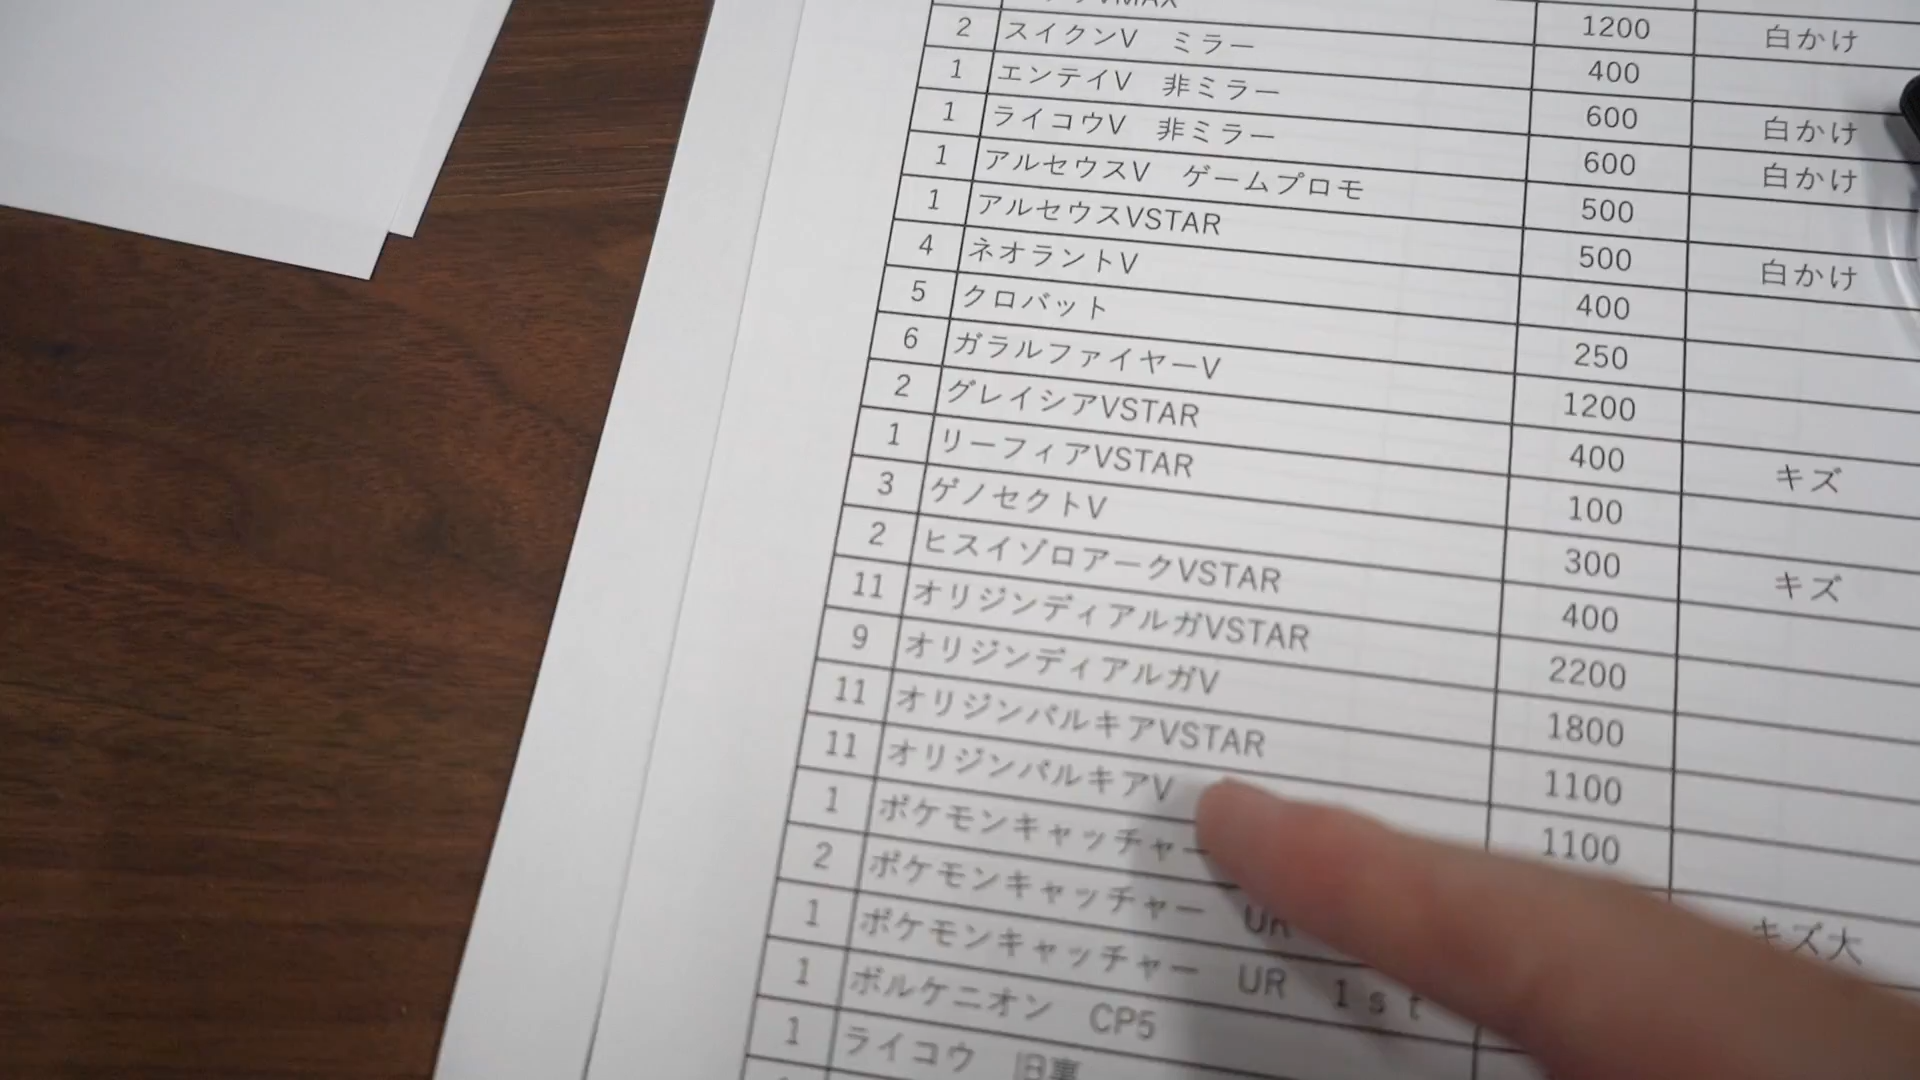 VMAX 1200 白かけ
2 スイクンV ミラー 400
1 エンテイV 非ミラー 600 白かけ
1 ライコウV 非ミラー 600 白かけ
1 アルセウスV ゲームプロモ 500
1 アルセウスVSTAR 500 白かけ
4 ネオラントV 400
5 クロバット 250
6 ガラルファイヤーV 1200
2 グレイシアVSTAR 400 キズ
1 リーフィアVSTAR 100
3 ゲノセクトV 300 キズ
2 ヒスイゾロアークVSTAR 400
11 オリジンディアルガVSTAR 2200
9 オリジンディアルガV 1800
11 オリジンパルキアVSTAR 1100
11 オリジンパルキアV 1100
1 ポケモンキャッチャー キズ大
2 ポケモンキャッチャー UR
1 ポケモンキャッチャー UR 1st
1 ボルケニオン CP5
1 ライコウ 旧裏